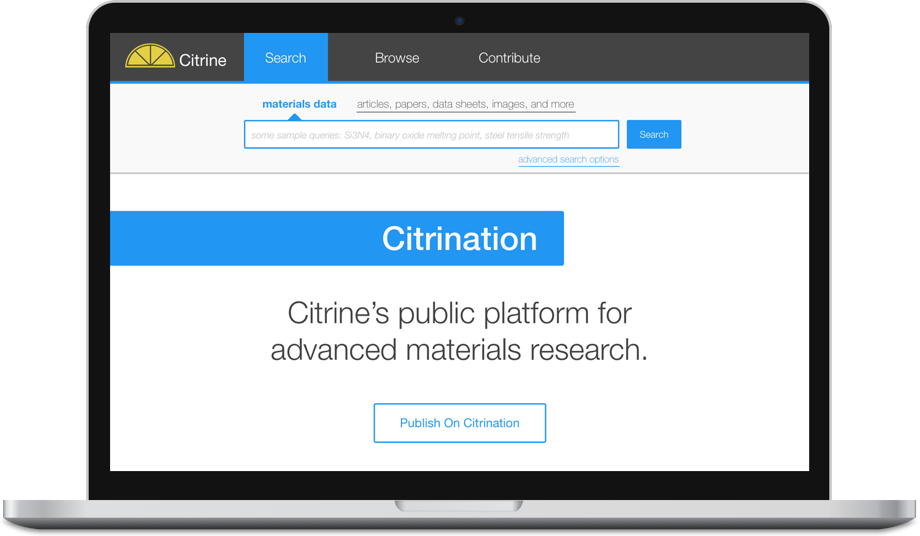 Citrine
Search
Browse
Contribute
materials data
articles, papers, data sheets, images, and more
some sample queries: Si3N4, binary oxide melting point, steel tensile strength
Search
advanced search options
Citrination
Citrine’s public platform for
advanced materials research.
Publish On Citrination